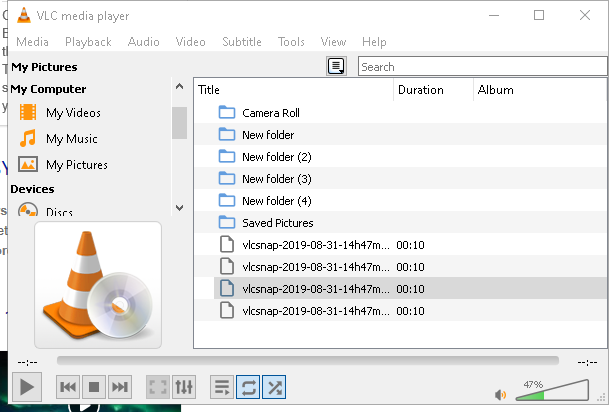 VLC media player
Media Playback Audio Video Subtitle Tools View Help
My Pictures
Search
My Computer
My Videos
My Music
My Pictures
Devices
Discs
Title Duration Album
Camera Roll
New folder
New folder (2)
New folder (3)
New folder (4)
Saved Pictures
vlcsnap-2019-08-31-14h47m... 00:10
vlcsnap-2019-08-31-14h47m... 00:10
vlcsnap-2019-08-31-14h47m... 00:10
vlcsnap-2019-08-31-14h47m... 00:10
--:-- --:--
47%